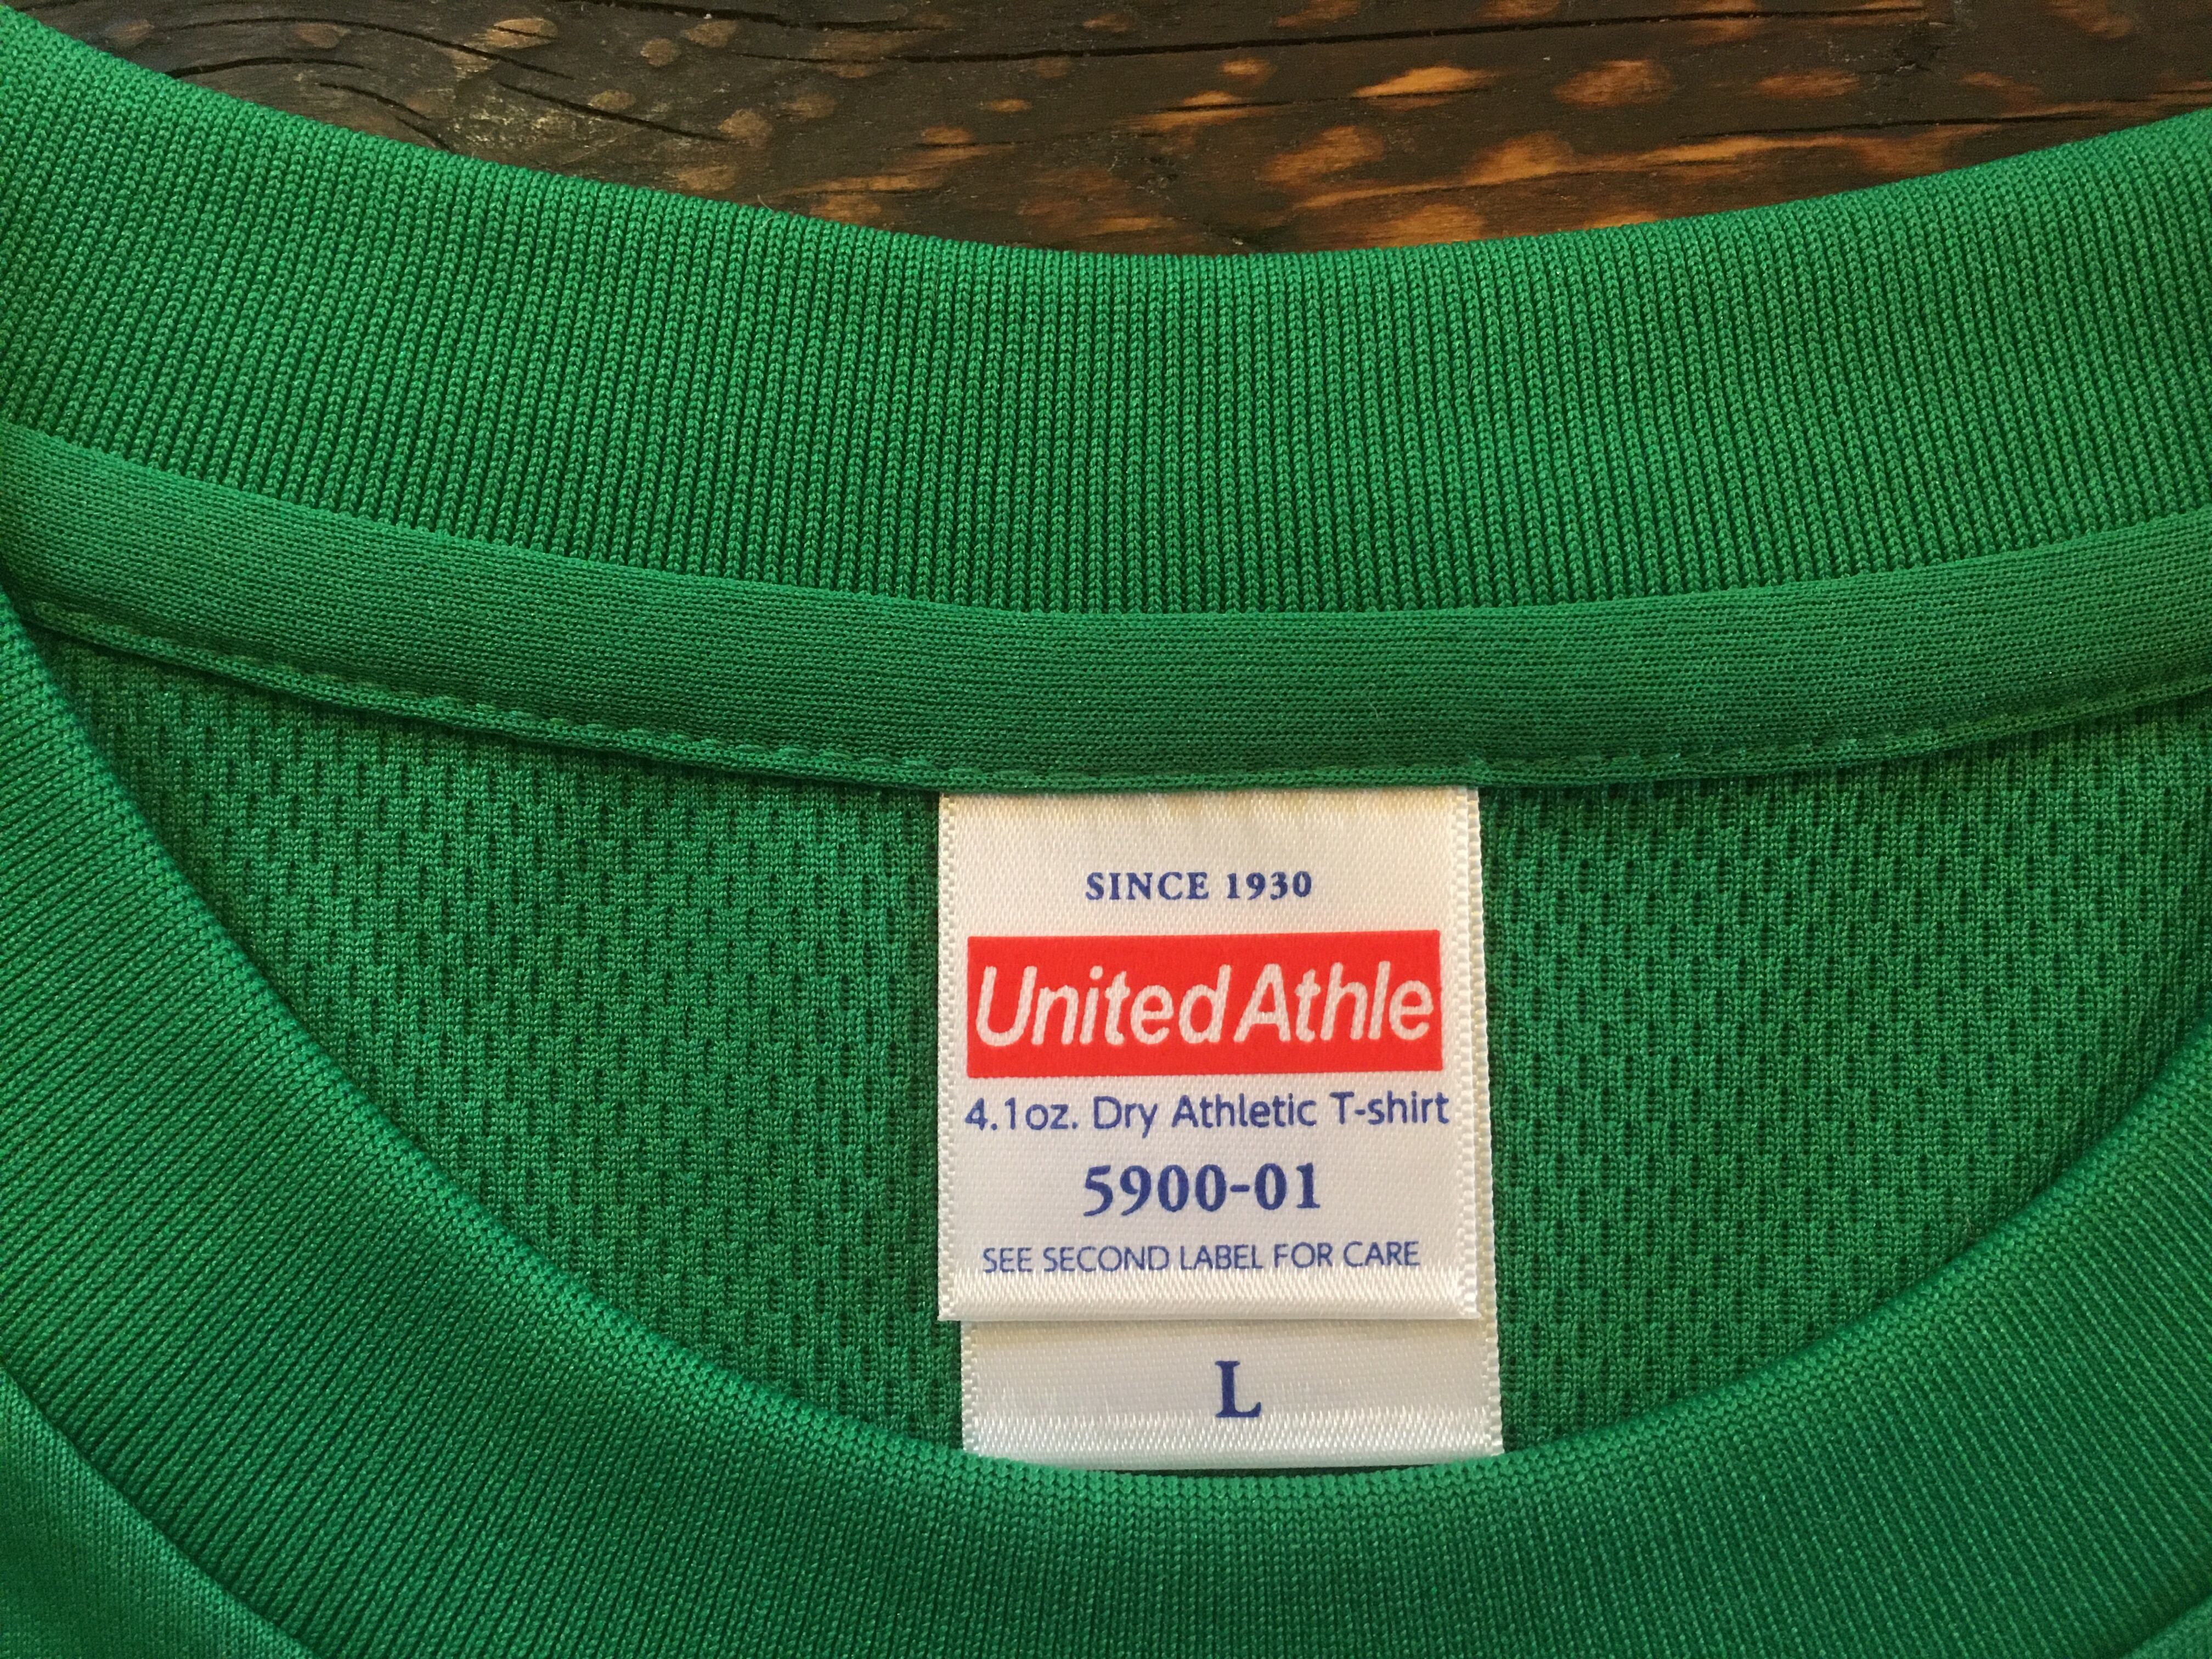 SINCE 1930
United Athle
4.1oz. Dry Athletic T-shirt
5900-01
SEE SECOND LABEL FOR CARE
L